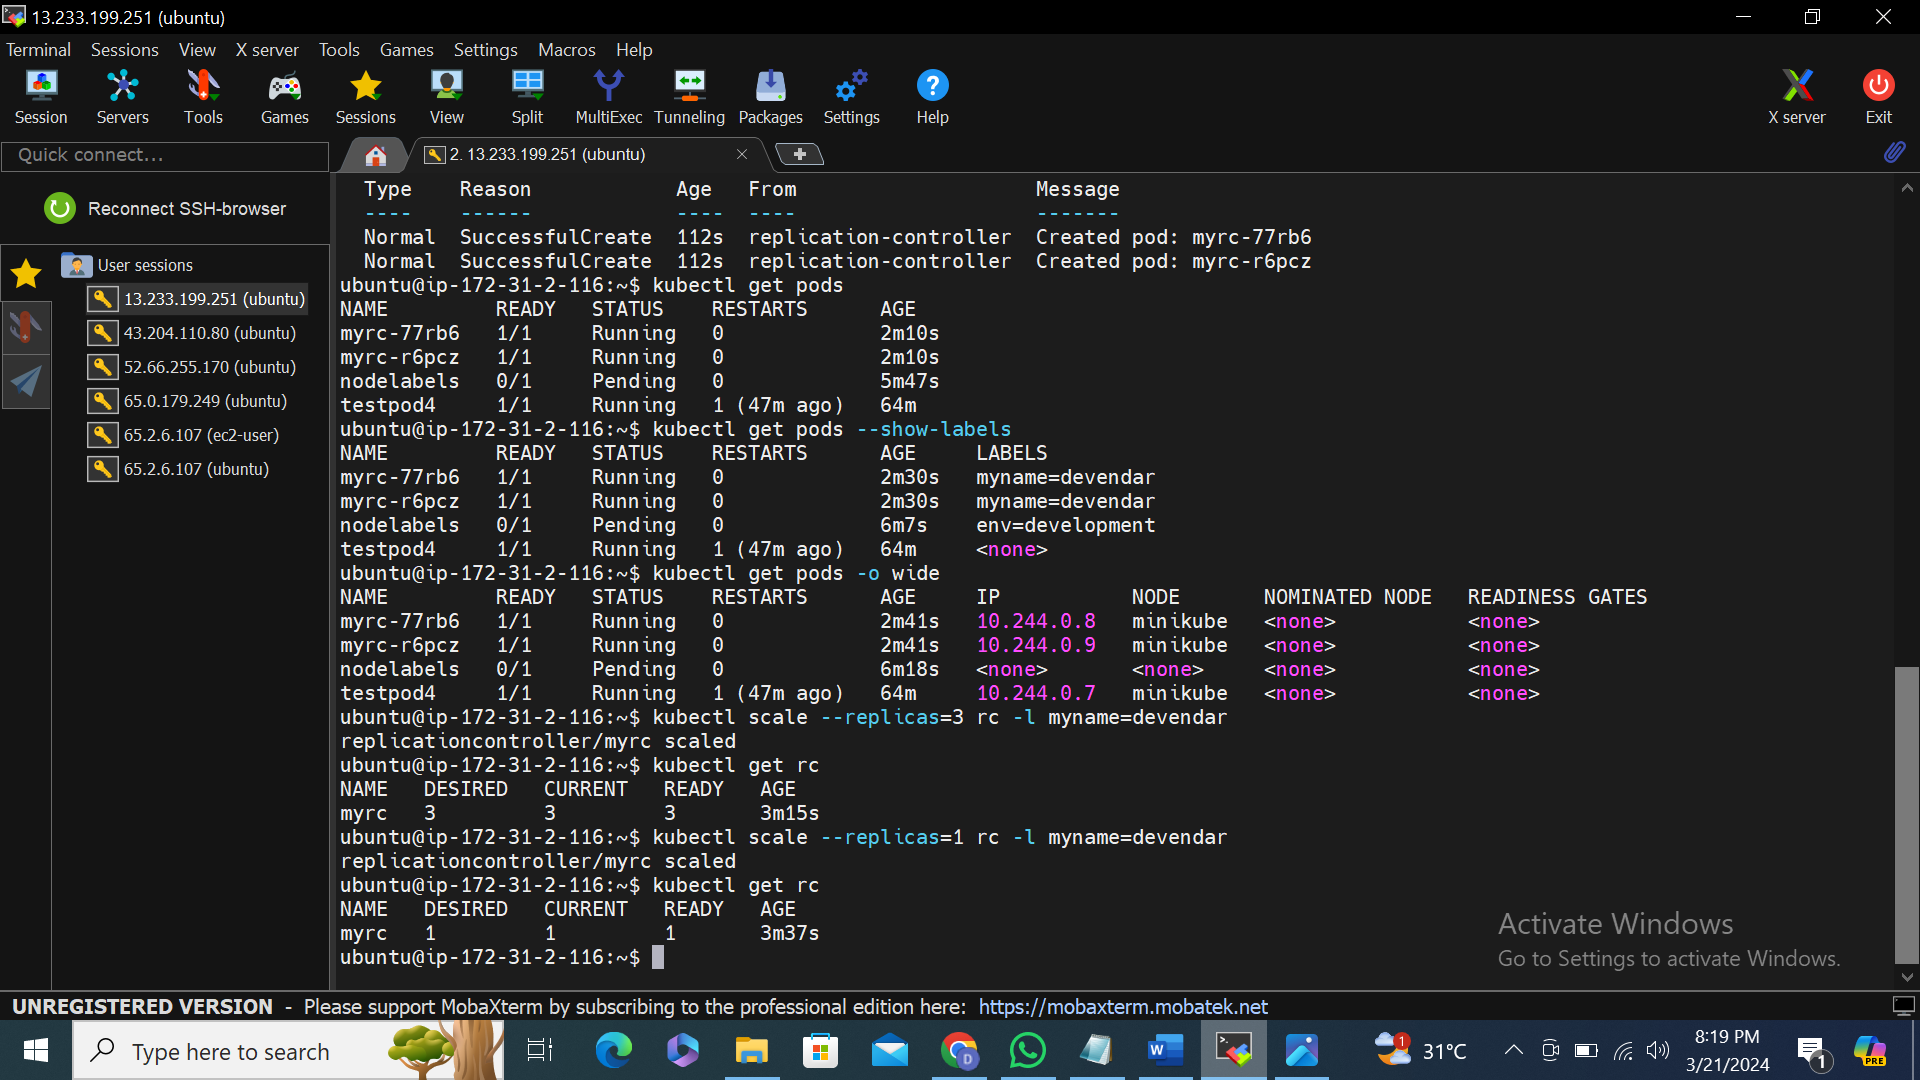 13.233.199.251 (ubuntu)
Terminal Sessions View X server Tools Games Settings Macros Help
Session Servers Tools Games Sessions View Split MultiExec Tunneling Packages Settings Help X server Exit
Quick connect...
2. 13.233.199.251 (ubuntu)
Reconnect SSH-browser
User sessions
13.233.199.251 (ubuntu)
43.204.110.80 (ubuntu)
52.66.255.170 (ubuntu)
65.0.179.249 (ubuntu)
65.2.6.107 (ec2-user)
65.2.6.107 (ubuntu)
Type Reason Age From Message
---- ------ ---- ---- -------
Normal SuccessfulCreate 112s replication-controller Created pod: myrc-77rb6
Normal SuccessfulCreate 112s replication-controller Created pod: myrc-r6pcz
ubuntu@ip-172-31-2-116:~$ kubectl get pods
NAME READY STATUS RESTARTS AGE
myrc-77rb6 1/1 Running 0 2m10s
myrc-r6pcz 1/1 Running 0 2m10s
nodelabels 0/1 Pending 0 5m47s
testpod4 1/1 Running 1 (47m ago) 64m
ubuntu@ip-172-31-2-116:~$ kubectl get pods --show-labels
NAME READY STATUS RESTARTS AGE LABELS
myrc-77rb6 1/1 Running 0 2m30s myname=devendar
myrc-r6pcz 1/1 Running 0 2m30s myname=devendar
nodelabels 0/1 Pending 0 6m7s env=development
testpod4 1/1 Running 1 (47m ago) 64m <none>
ubuntu@ip-172-31-2-116:~$ kubectl get pods -o wide
NAME READY STATUS RESTARTS AGE IP NODE NOMINATED NODE READINESS GATES
myrc-77rb6 1/1 Running 0 2m41s 10.244.0.8 minikube <none> <none>
myrc-r6pcz 1/1 Running 0 2m41s 10.244.0.9 minikube <none> <none>
nodelabels 0/1 Pending 0 6m18s <none> <none> <none> <none>
testpod4 1/1 Running 1 (47m ago) 64m 10.244.0.7 minikube <none> <none>
ubuntu@ip-172-31-2-116:~$ kubectl scale --replicas=3 rc -l myname=devendar
replicationcontroller/myrc scaled
ubuntu@ip-172-31-2-116:~$ kubectl get rc
NAME DESIRED CURRENT READY AGE
myrc 3 3 3 3m15s
ubuntu@ip-172-31-2-116:~$ kubectl scale --replicas=1 rc -l myname=devendar
replicationcontroller/myrc scaled
ubuntu@ip-172-31-2-116:~$ kubectl get rc
NAME DESIRED CURRENT READY AGE
myrc 1 1 1 3m37s
ubuntu@ip-172-31-2-116:~$
Activate Windows
Go to Settings to activate Windows.
UNREGISTERED VERSION - Please support MobaXterm by subscribing to the professional edition here: https://mobaxterm.mobatek.net
Type here to search
D
W
1
31°C
8:19 PM
3/21/2024
1
PRE